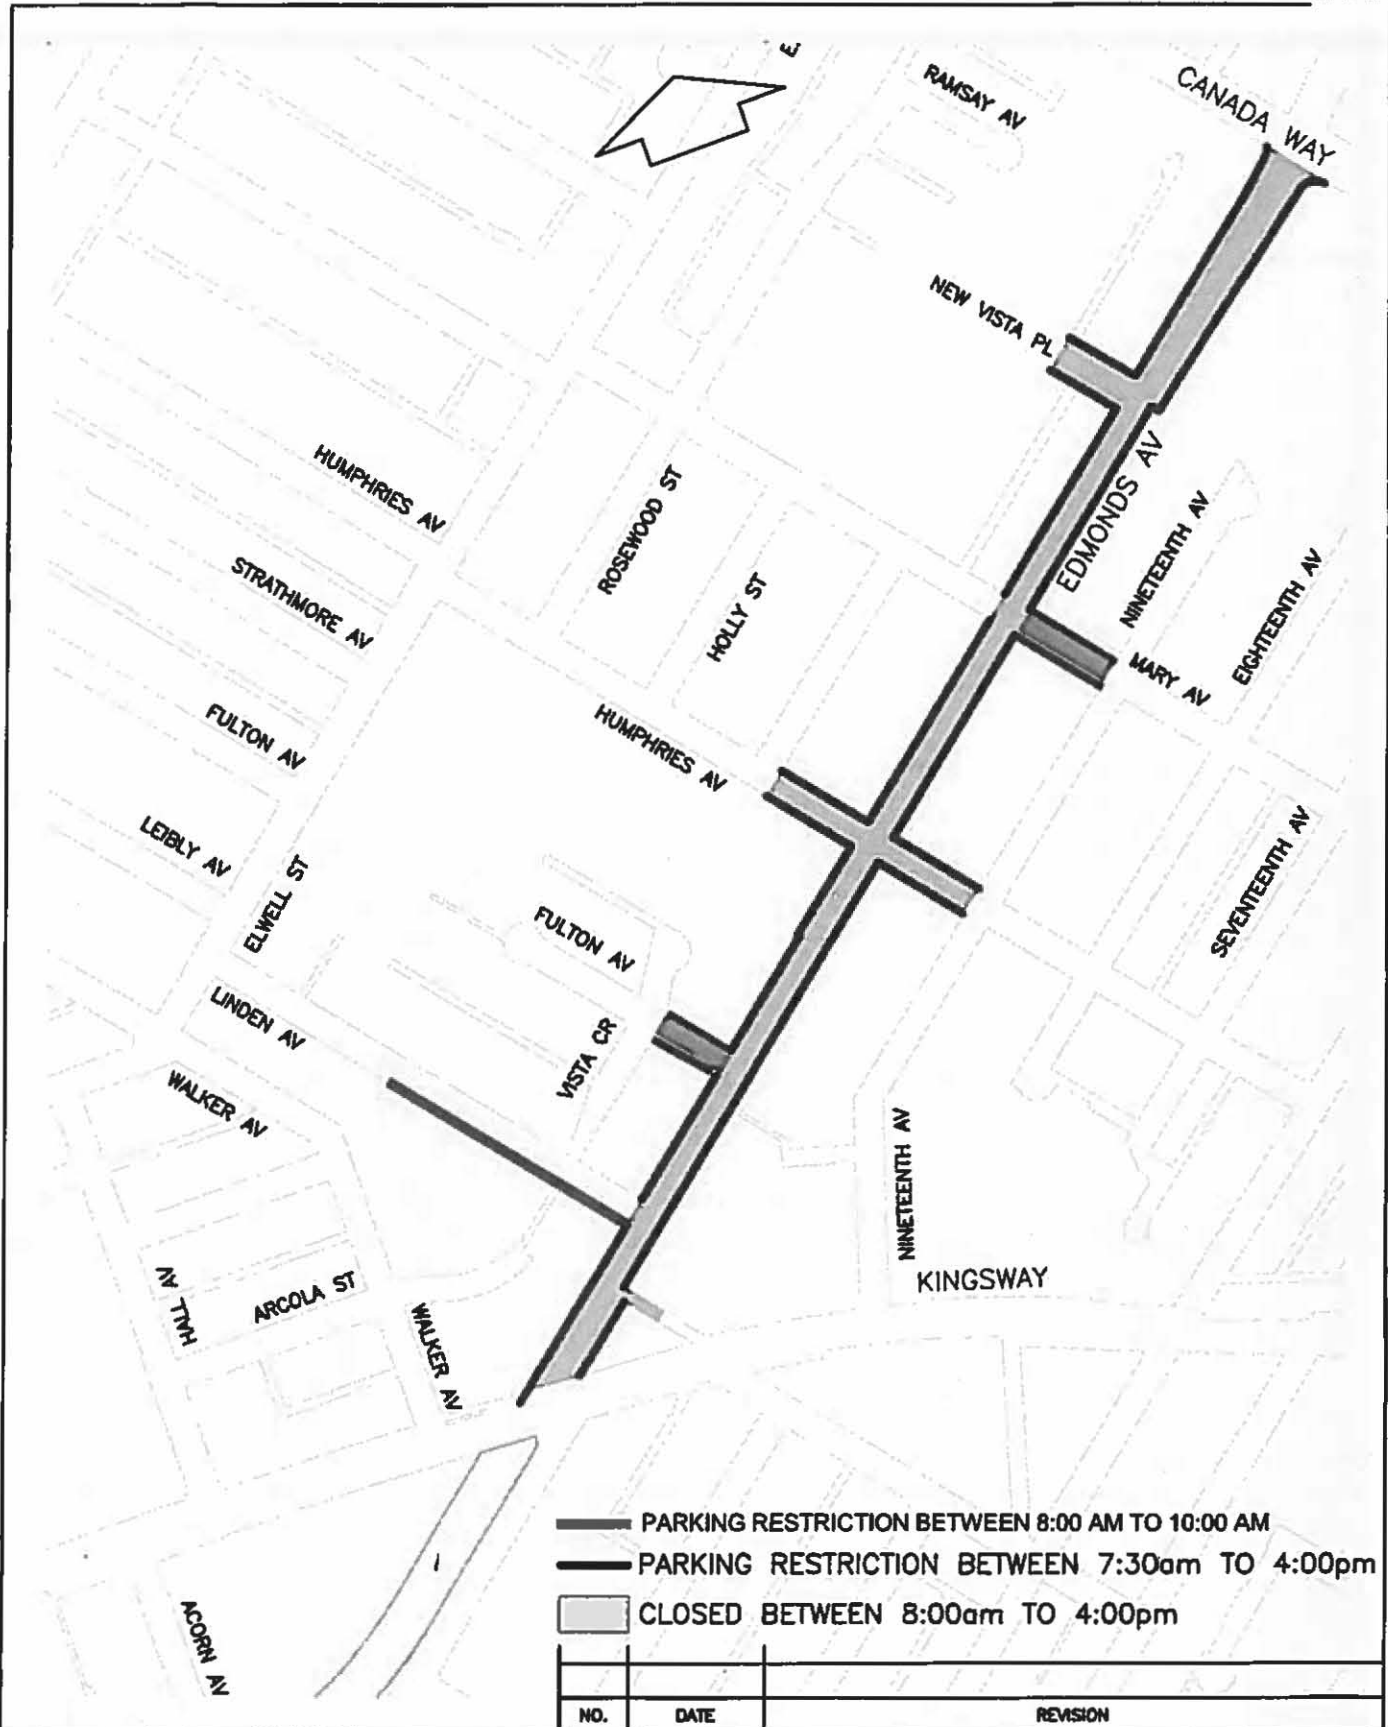 E.
RAMSAY AV
CANADA WAY
NEW VISTA PL
EDMONDS AV
HUMPHRIES AV
ROSEWOOD ST
NINETEENTH AV
STRATHMORE AV
HOLLY ST
EIGHTEENTH AV
MARY AV
FULTON AV
HUMPHRIES AV
LEIBLY AV
ELWELL ST
SEVENTEENTH AV
FULTON AV
LINDEN AV
VISTA CR
WALKER AV
NINETEENTH AV
HALL AV
ARCOLA ST
KINGSWAY
WALKER AV
ACORN AV
PARKING RESTRICTION BETWEEN 8:00 AM TO 10:00 AM
PARKING RESTRICTION BETWEEN 7:30am TO 4:00pm
CLOSED BETWEEN 8:00am TO 4:00pm
NO. DATE REVISION